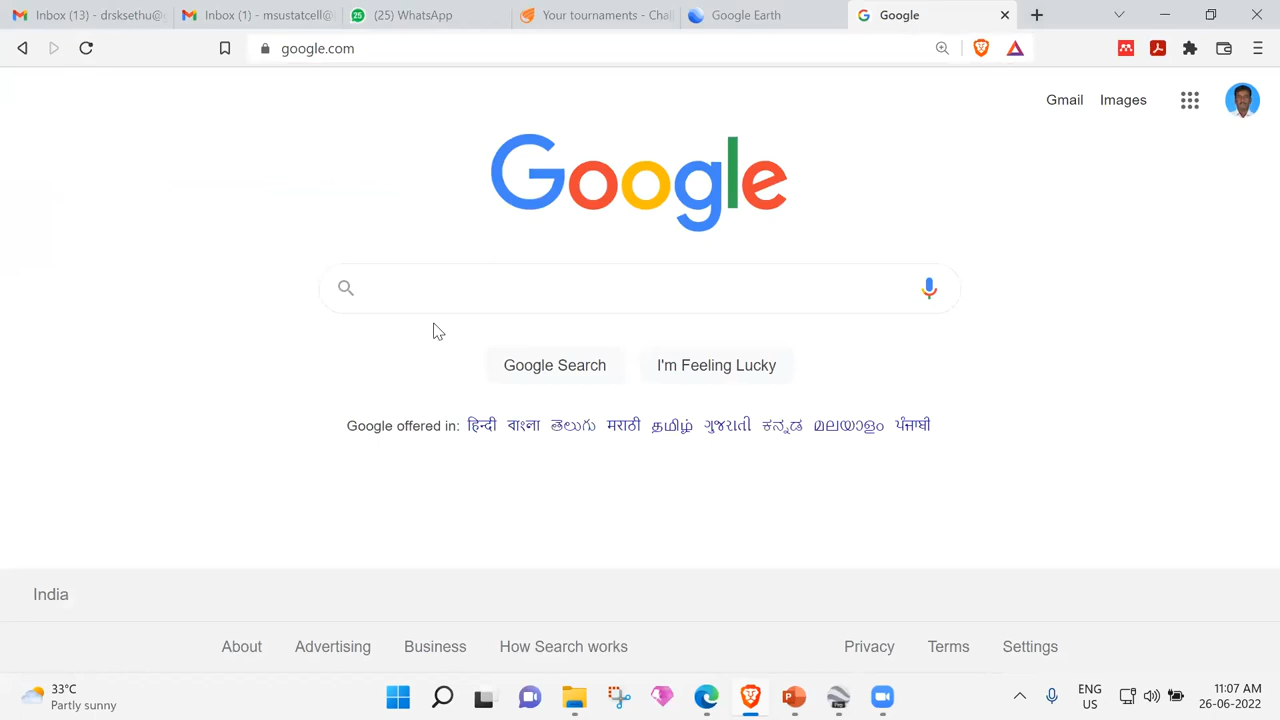 Inbox (13) - drsksethu@
Inbox (1) - msustatcell@
(25) WhatsApp
Your tournaments - Chal
Google Earth
Google
google.com
Gmail
Images
Google
Google Search
I'm Feeling Lucky
Google offered in: हिन्दी বাংলা తెలుగు मराठी தமிழ் ગુજરાતી ಕನ್ನಡ മലയാളം ਪੰਜਾਬੀ
India
About
Advertising
Business
How Search works
Privacy
Terms
Settings
33°C
Partly sunny
ENG
US
11:07 AM
26-06-2022